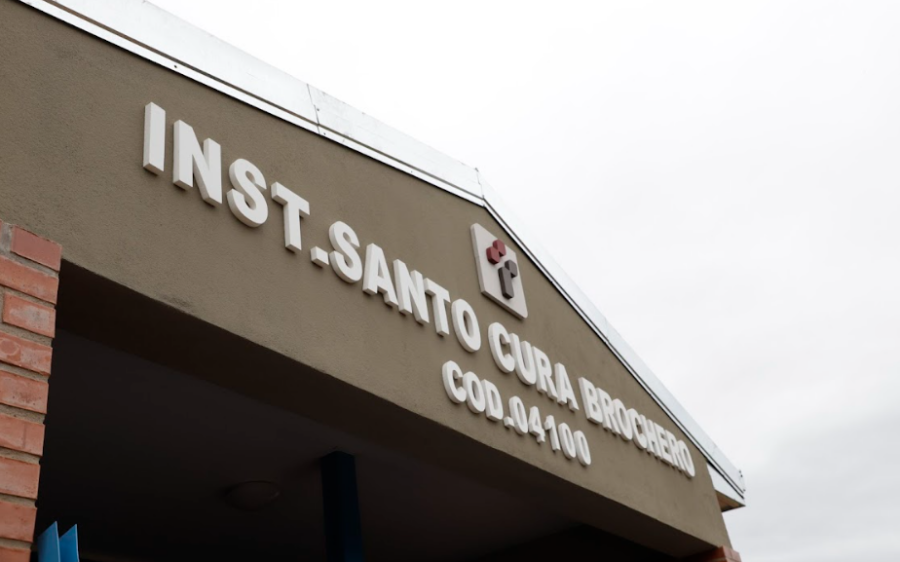 INST.SANTO CURA BROCHERO
COD.04100